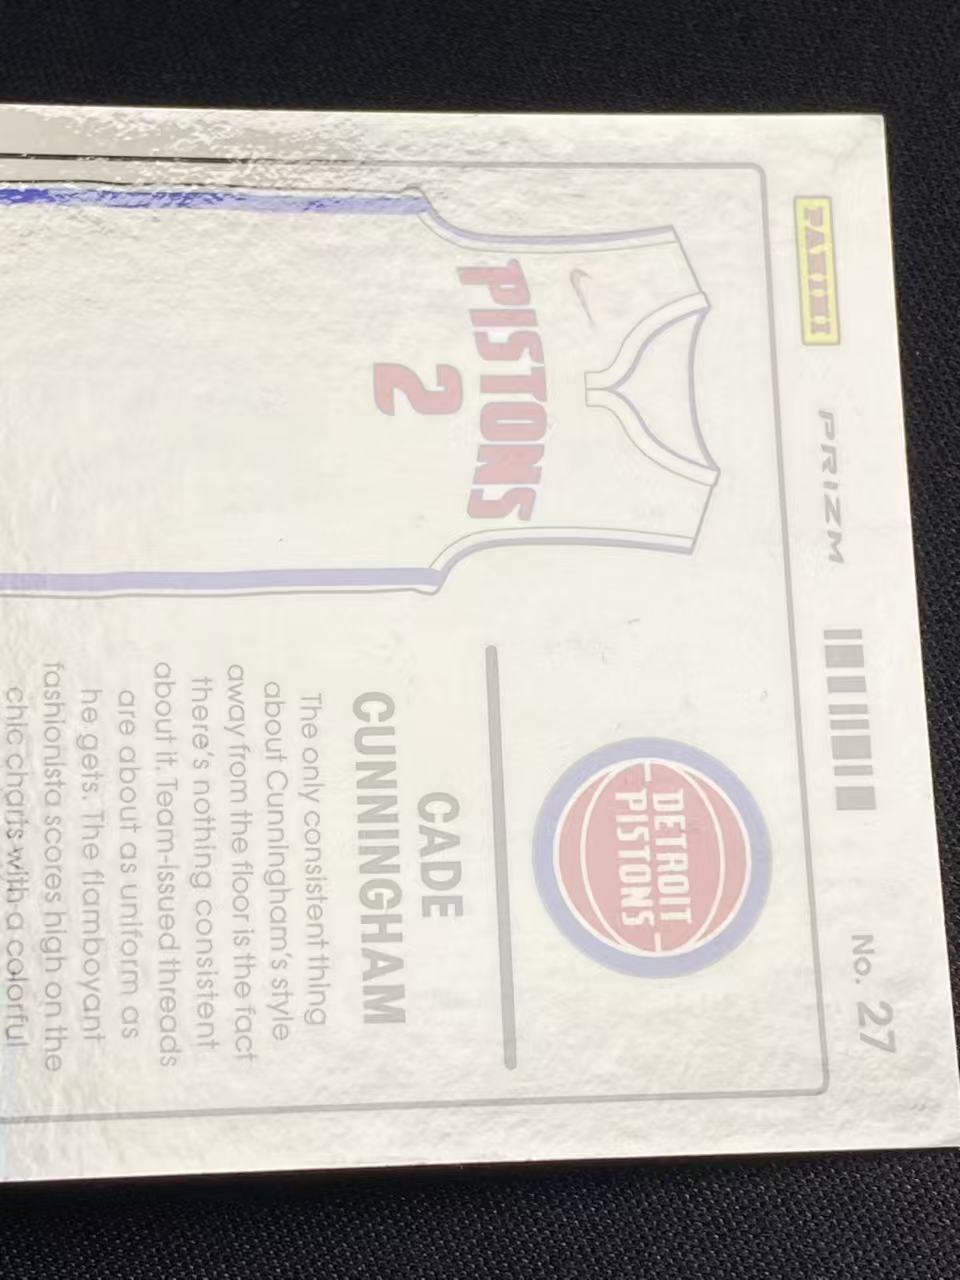 PANINI
PRIZM
No. 27
PISTONS
2
DETROIT
PISTONS
CADE
CUNNINGHAM
The only consistent thing
about Cunningham's style
away from the floor is the fact
there's nothing consistent
about it. Team-issued threads
are about as uniform as
he gets. The flamboyant
fashionista scores high on the
chic charts with a colorful